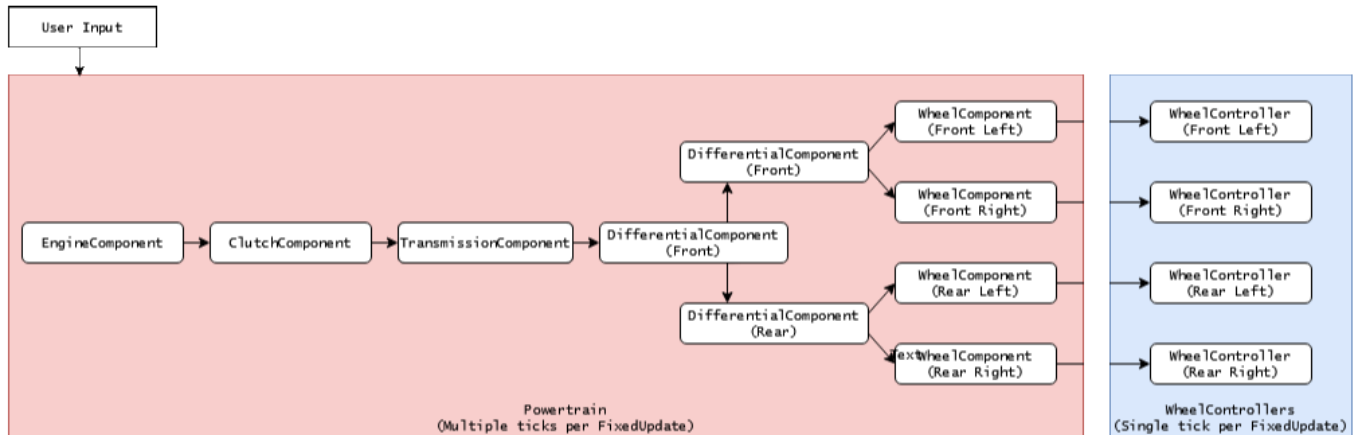 User Input
EngineComponent
ClutchComponent
TransmissionComponent
DifferentialComponent
(Front)
DifferentialComponent
(Front)
DifferentialComponent
(Rear)
WheelComponent
(Front Left)
WheelComponent
(Front Right)
WheelComponent
(Rear Left)
Text
WheelComponent
(Rear Right)
Powertrain
(Multiple ticks per FixedUpdate)
WheelController
(Front Left)
WheelController
(Front Right)
WheelController
(Rear Left)
WheelController
(Rear Right)
WheelControllers
(Single tick per FixedUpdate)